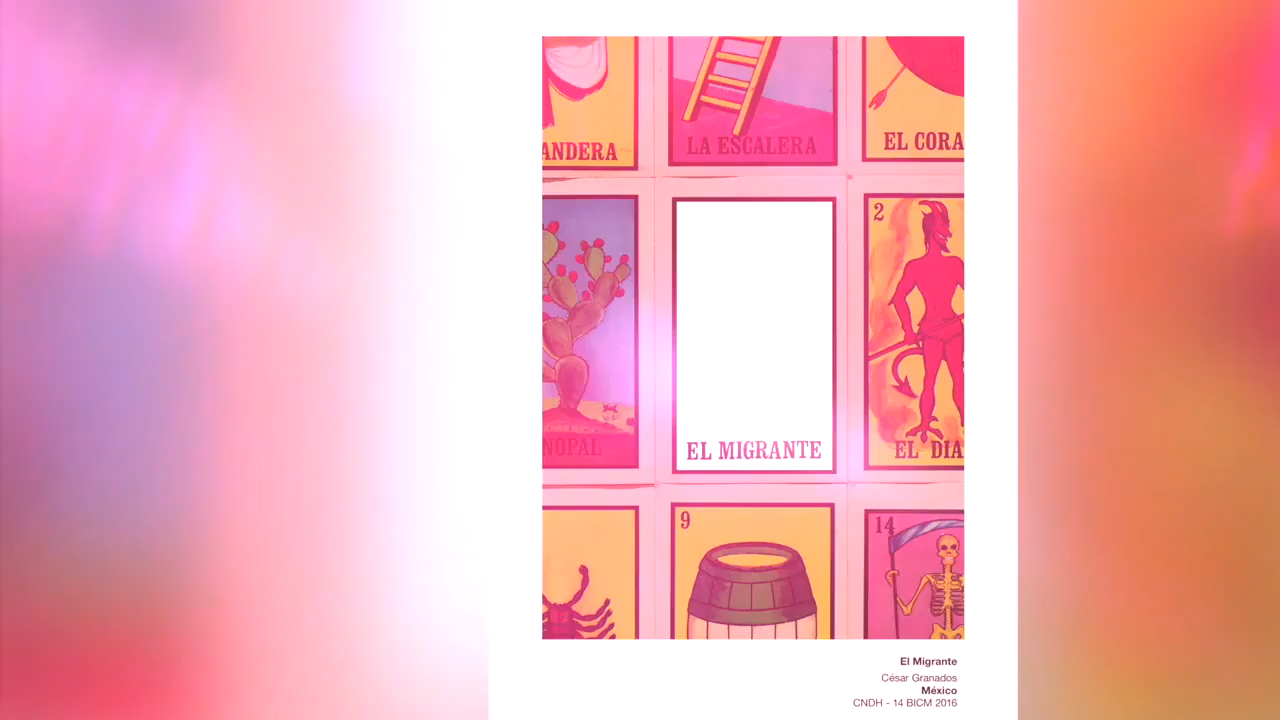 ANDERA
LA ESCALERA
EL CORA
NOPAL
EL MIGRANTE
2
EL DIA
9
14
El Migrante
César Granados
México
CNDH - 14 BICM 2016